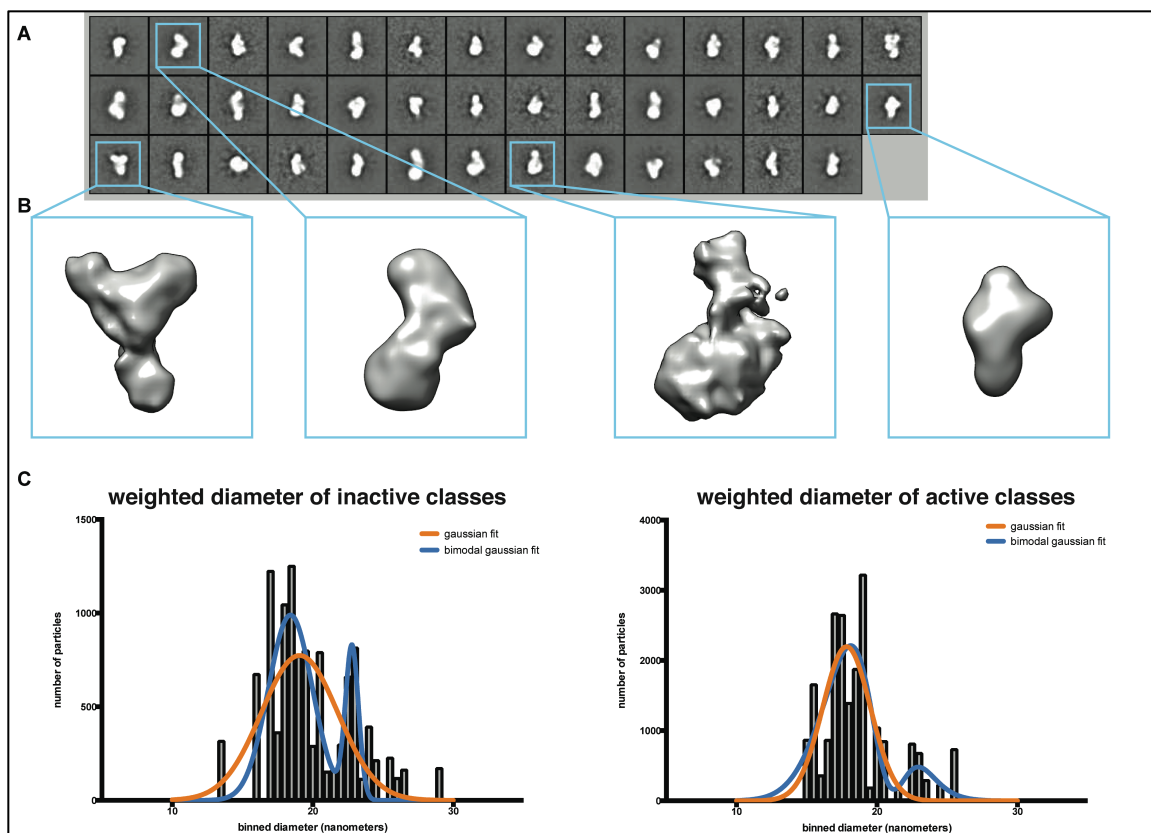 A
B
C
weighted diameter of inactive classes
1500
1000
500
0
number of particles
gaussian fit
bimodal gaussian fit
10
20
30
binned diameter (nanometers)
weighted diameter of active classes
4000
3000
2000
1000
0
number of particles
gaussian fit
bimodal gaussian fit
10
20
30
binned diameter (nanometers)